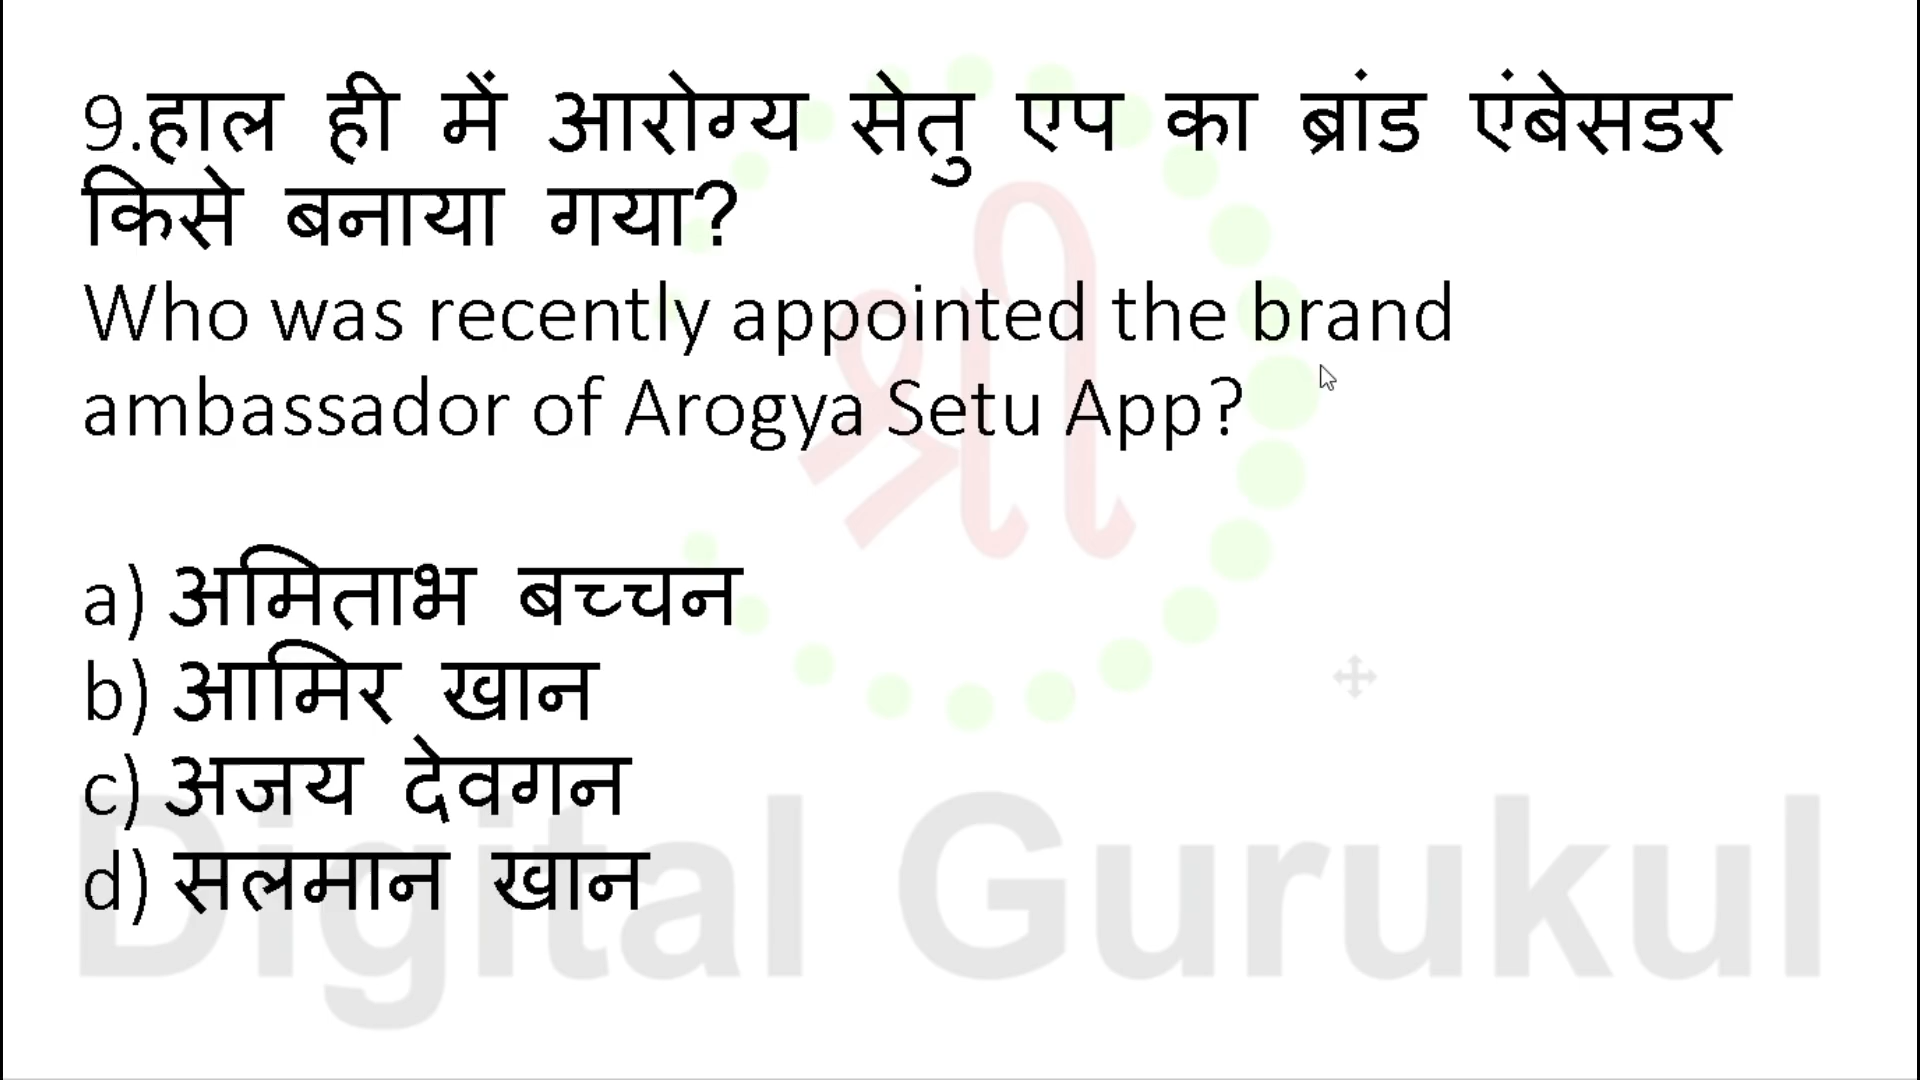 9.हाल ही में आरोग्य सेतु एप का ब्रांड एंबेसडर
किसे बनाया गया?
Who was recently appointed the brand
ambassador of Arogya Setu App?
a) अमिताभ बच्चन
b) आमिर खान
c) अजय देवगन
d) सलमान खान
श्री
Digital Gurukul